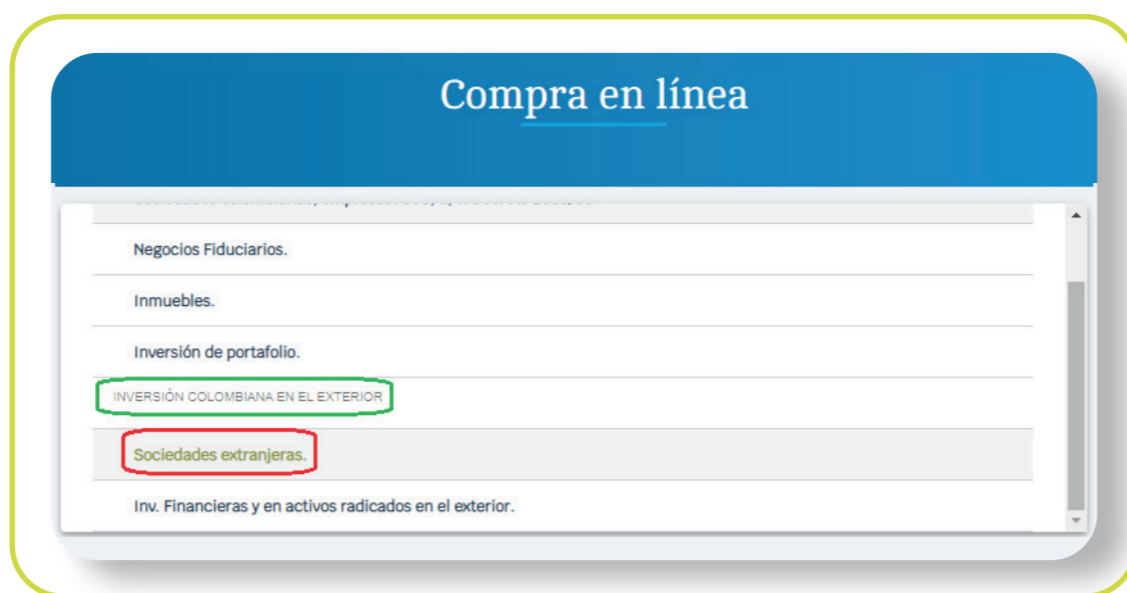 Compra en línea
Negocios Fiduciarios.
Inmuebles.
Inversión de portafolio.
INVERSIÓN COLOMBIANA EN EL EXTERIOR
Sociedades extranjeras.
Inv. Financieras y en activos radicados en el exterior.